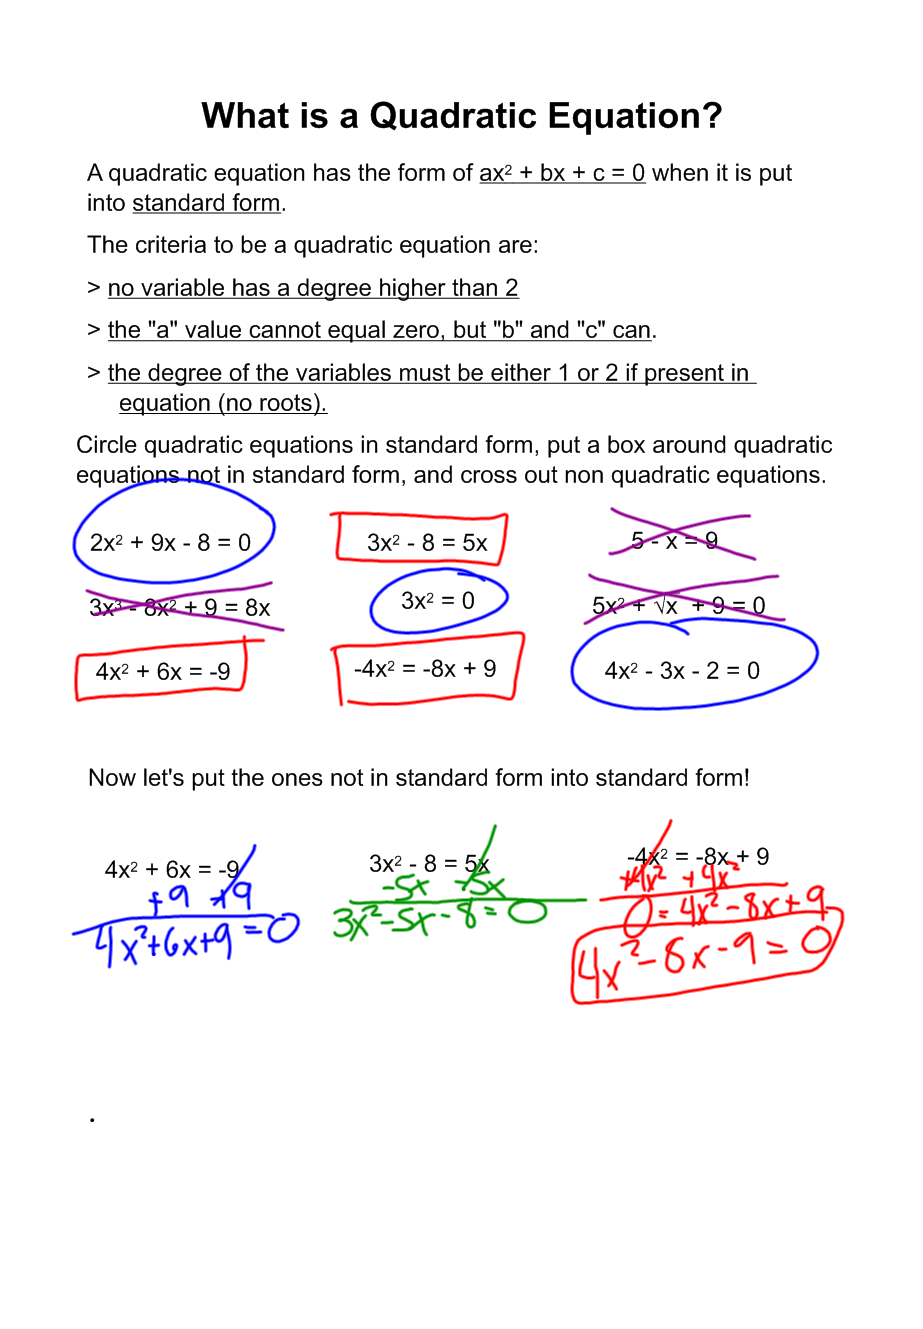 What is a Quadratic Equation?
A quadratic equation has the form of ax² + bx + c = 0 when it is put
into standard form.
The criteria to be a quadratic equation are:
> no variable has a degree higher than 2
> the "a" value cannot equal zero, but "b" and "c" can.
> the degree of the variables must be either 1 or 2 if present in
equation (no roots).
Circle quadratic equations in standard form, put a box around quadratic
equations not in standard form, and cross out non quadratic equations.
2x² + 9x - 8 = 0
3x² - 8 = 5x
5 - x = 9
3x³ - 8x² + 9 = 8x
3x² = 0
5x² + √x + 9 = 0
4x² + 6x = -9
-4x² = -8x + 9
4x² - 3x - 2 = 0
Now let's put the ones not in standard form into standard form!
4x² + 6x = -9
+9 +9
4x²+6x+9=0
3x² - 8 = 5x
-5x -5x
3x²-5x-8=0
-4x² = -8x + 9
+4x² +4x²
0=4x²-8x+9
4x²-8x-9=0
.